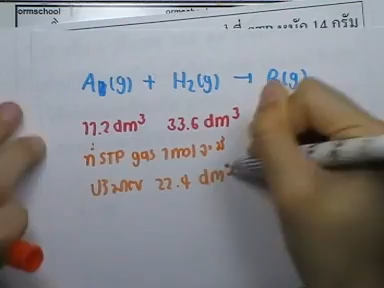 ormschool
ormschool
ที่ STP หนัก 14 กรัม
A(g) + H₂(g) → B(g)
11.2 dm³ 33.6 dm³
ที่ STP gas 1 mol จะมี
ปริมาตร 22.4 dm³